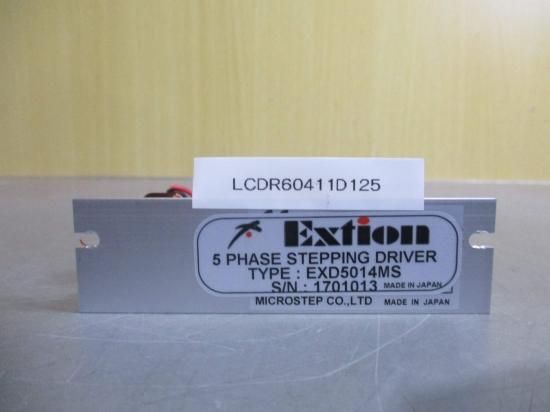 LCDR60411D125
Extion
5 PHASE STEPPING DRIVER
TYPE : EXD5014MS
S/N : 1701013 MADE IN JAPAN
MICROSTEP CO.,LTD MADE IN JAPAN